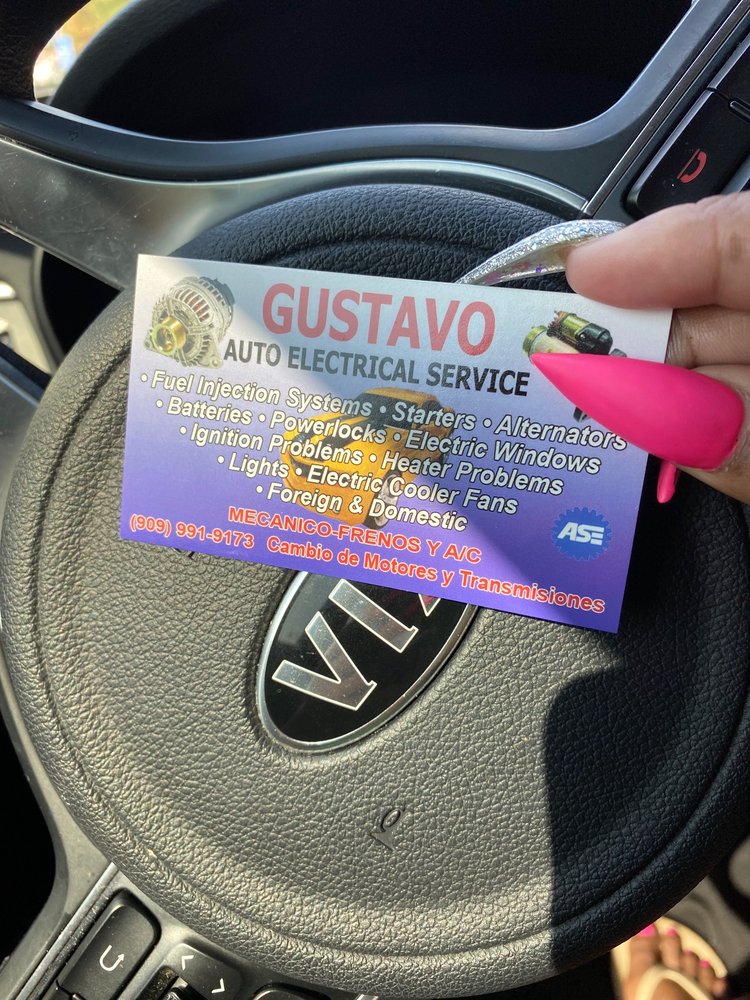 GUSTAVO
AUTO ELECTRICAL SERVICE
• Fuel Injection Systems • Starters • Alternators
• Batteries • Powerlocks • Electric Windows
• Ignition Problems • Heater Problems
• Lights • Electric Cooler Fans
• Foreign & Domestic
MECANICO-FRENOS Y A/C
(909) 991-9173 Cambio de Motores y Transmisiones
ASE